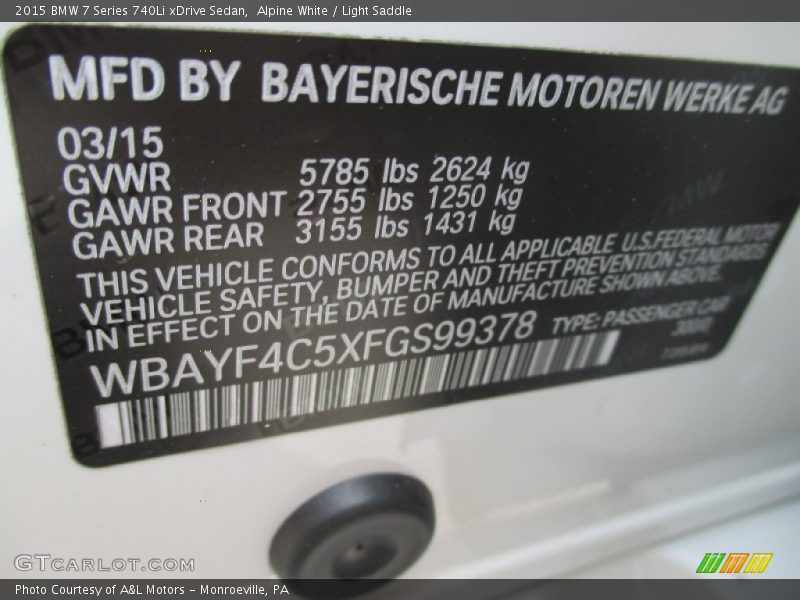 2015 BMW 7 Series 740Li xDrive Sedan, Alpine White / Light Saddle
MFD BY BAYERISCHE MOTOREN WERKE AG
03/15
GVWR 5785 lbs 2624 kg
GAWR FRONT 2755 lbs 1250 kg
GAWR REAR 3155 lbs 1431 kg
THIS VEHICLE CONFORMS TO ALL APPLICABLE U.S.FEDERAL MOTOR
VEHICLE SAFETY, BUMPER AND THEFT PREVENTION STANDARDS
IN EFFECT ON THE DATE OF MANUFACTURE SHOWN ABOVE.
WBAYF4C5XFGS99378 TYPE: PASSENGER CAR
GTCARLOT.COM
Photo Courtesy of A&L Motors - Monroeville, PA